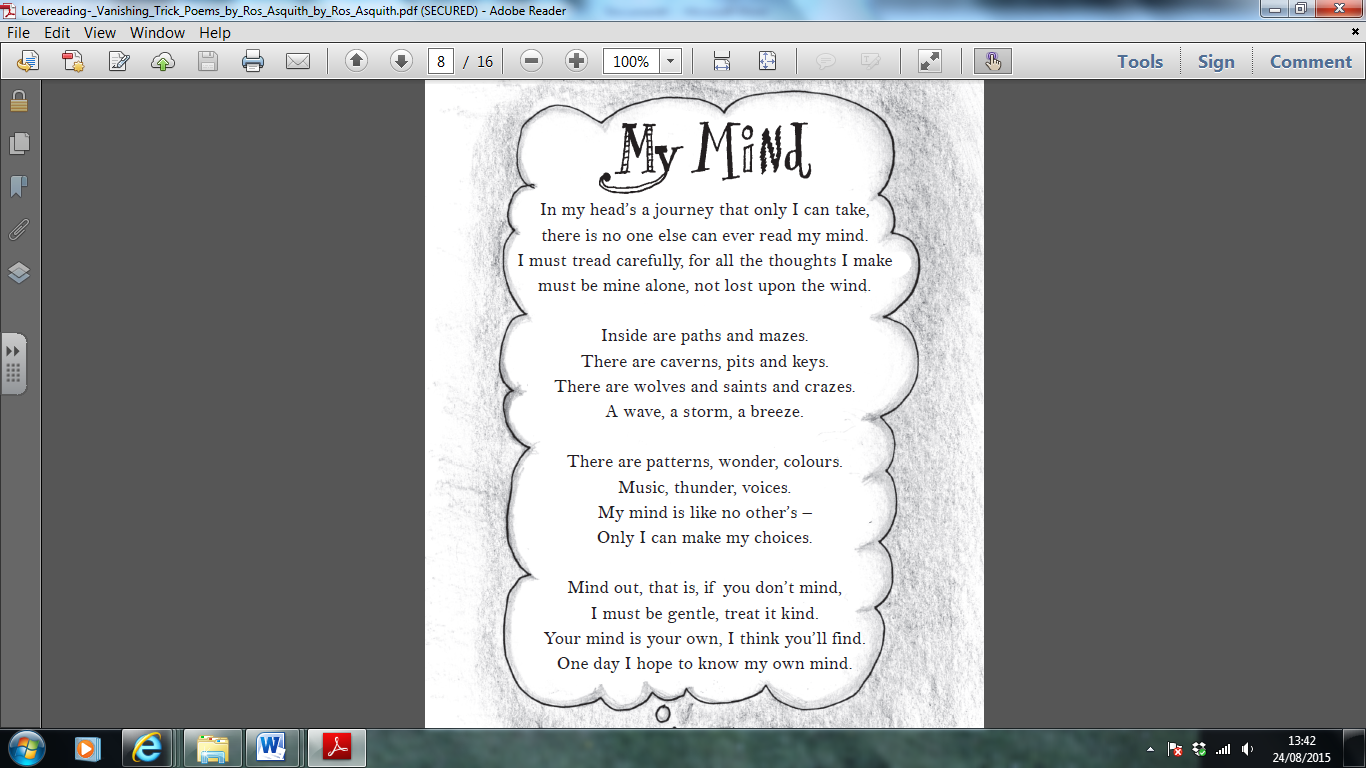 Lovereading-_Vanishing_Trick_Poems_by_Ros_Asquith_by_Ros_Asquith.pdf (SECURED) - Adobe Reader
File Edit View Window Help
8 / 16 100% Tools Sign Comment
My Mind
In my head's a journey that only I can take,
there is no one else can ever read my mind.
I must tread carefully, for all the thoughts I make
must be mine alone, not lost upon the wind.
Inside are paths and mazes.
There are caverns, pits and keys.
There are wolves and saints and crazes.
A wave, a storm, a breeze.
There are patterns, wonder, colours.
Music, thunder, voices.
My mind is like no other's –
Only I can make my choices.
Mind out, that is, if you don't mind,
I must be gentle, treat it kind.
Your mind is your own, I think you'll find.
One day I hope to know my own mind.
13:42
24/08/2015